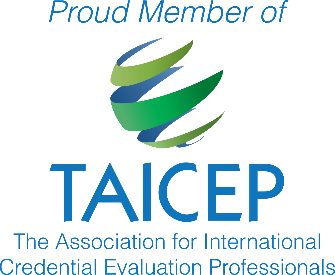 Proud Member of
TAICEP
The Association for International
Credential Evaluation Professionals